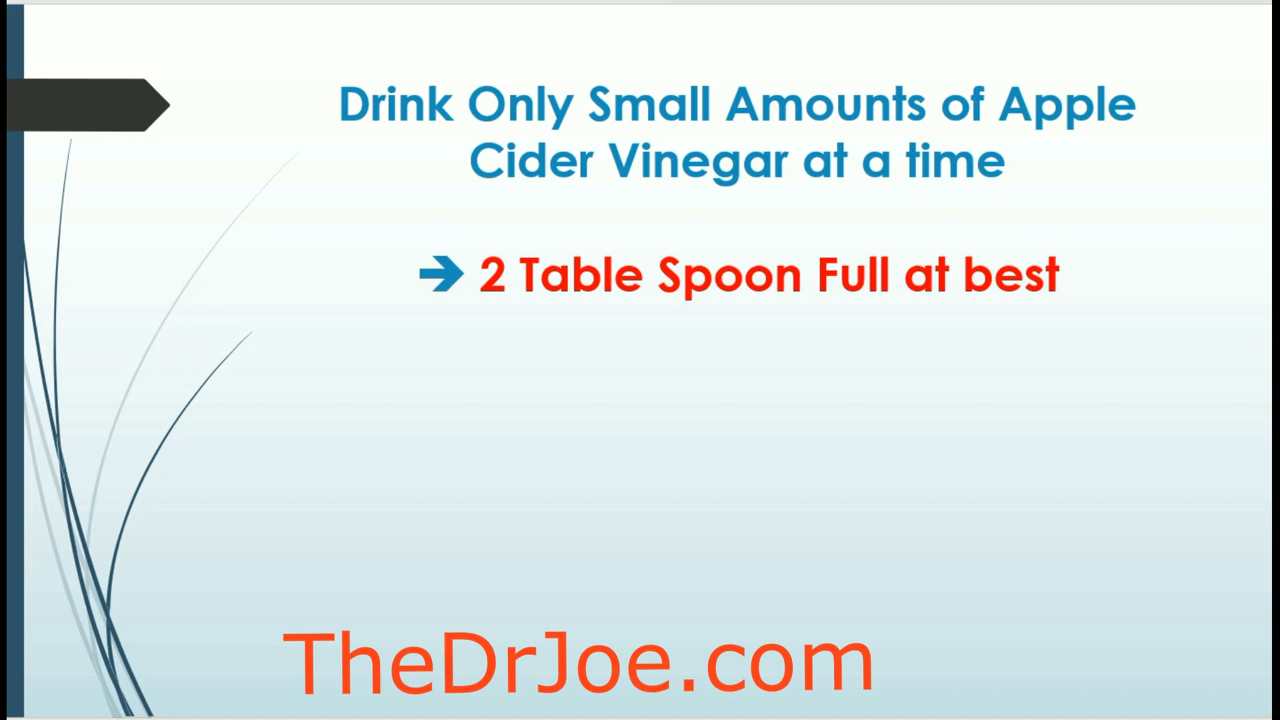 Drink Only Small Amounts of Apple
Cider Vinegar at a time
➔ 2 Table Spoon Full at best
TheDrJoe.com